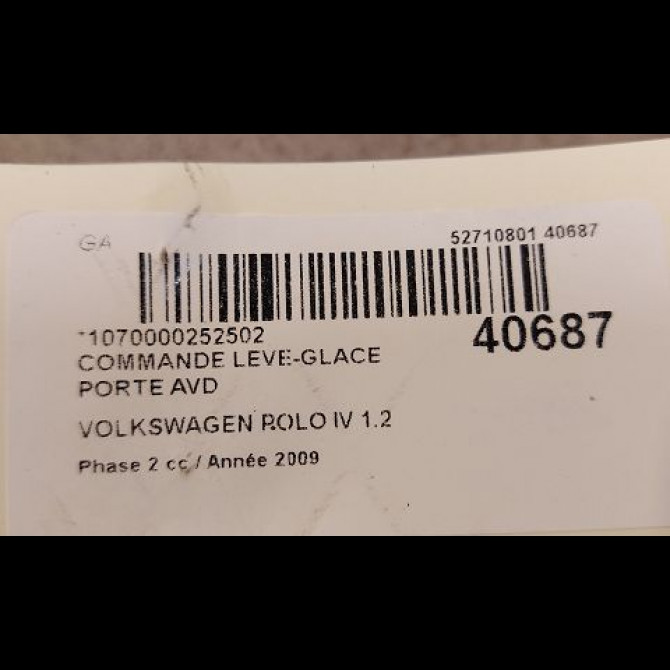 GA
52710801 40687
*1070000252502
40687
COMMANDE LEVE-GLACE
PORTE AVD
VOLKSWAGEN POLO IV 1.2
Phase 2 cc / Année 2009